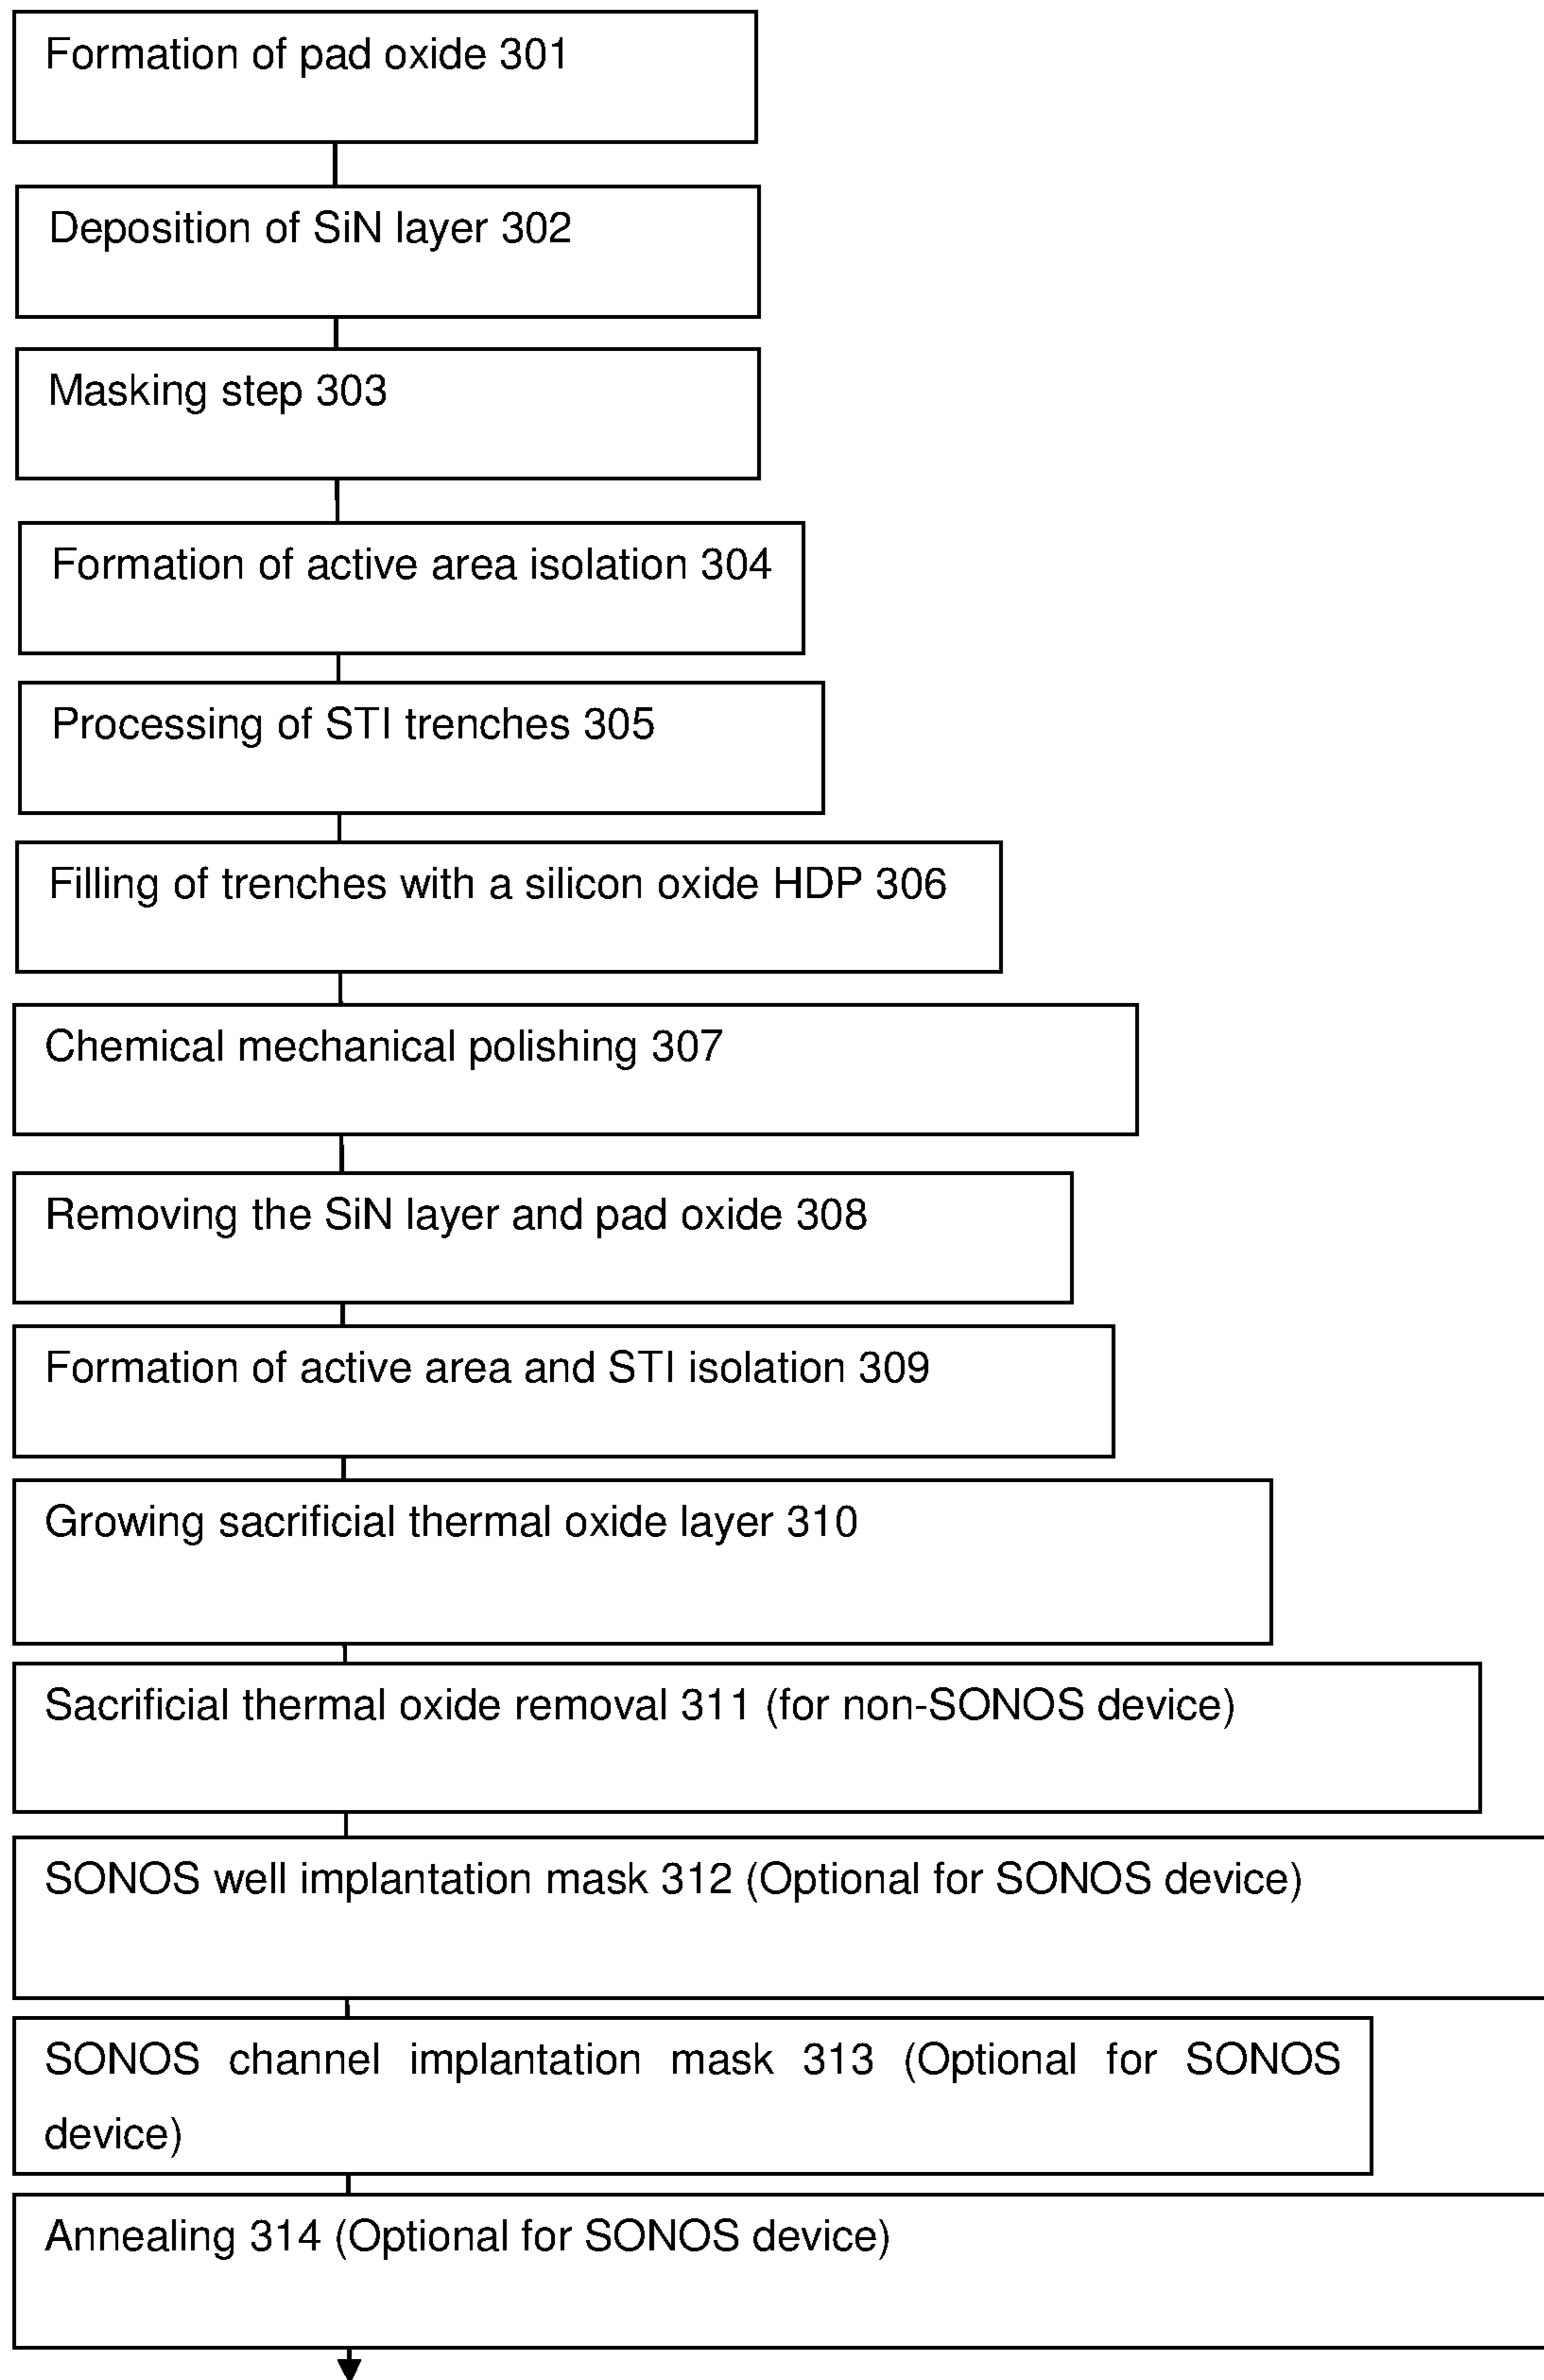 Formation of pad oxide 301
Deposition of SiN layer 302
Masking step 303
Formation of active area isolation 304
Processing of STI trenches 305
Filling of trenches with a silicon oxide HDP 306
Chemical mechanical polishing 307
Removing the SiN layer and pad oxide 308
Formation of active area and STI isolation 309
Growing sacrificial thermal oxide layer 310
Sacrificial thermal oxide removal 311 (for non-SONOS device)
SONOS well implantation mask 312 (Optional for SONOS device)
SONOS channel implantation mask 313 (Optional for SONOS
device)
Annealing 314 (Optional for SONOS device)